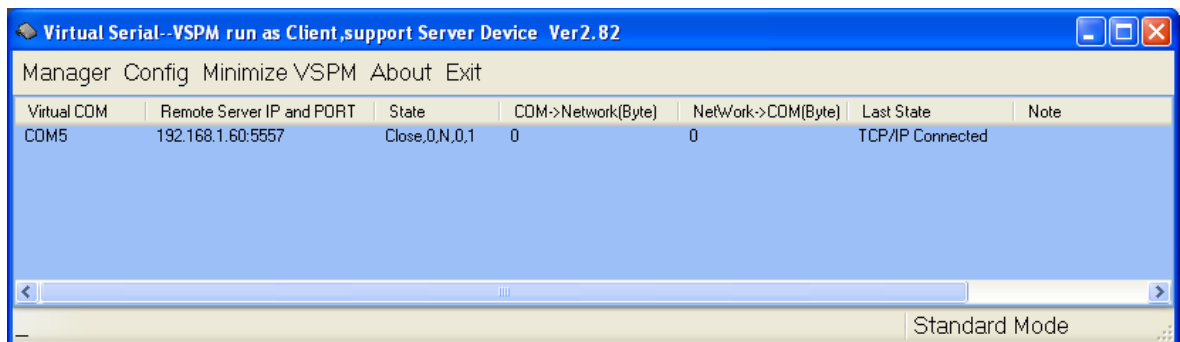 Virtual Serial--VSPM run as Client,support Server Device Ver2.82
Manager Config Minimize VSPM About Exit
Virtual COM Remote Server IP and PORT State COM->Network(Byte) NetWork->COM(Byte) Last State Note
COM5 192.168.1.60:5557 Close,0,N,0,1 0 0 TCP/IP Connected
_
Standard Mode